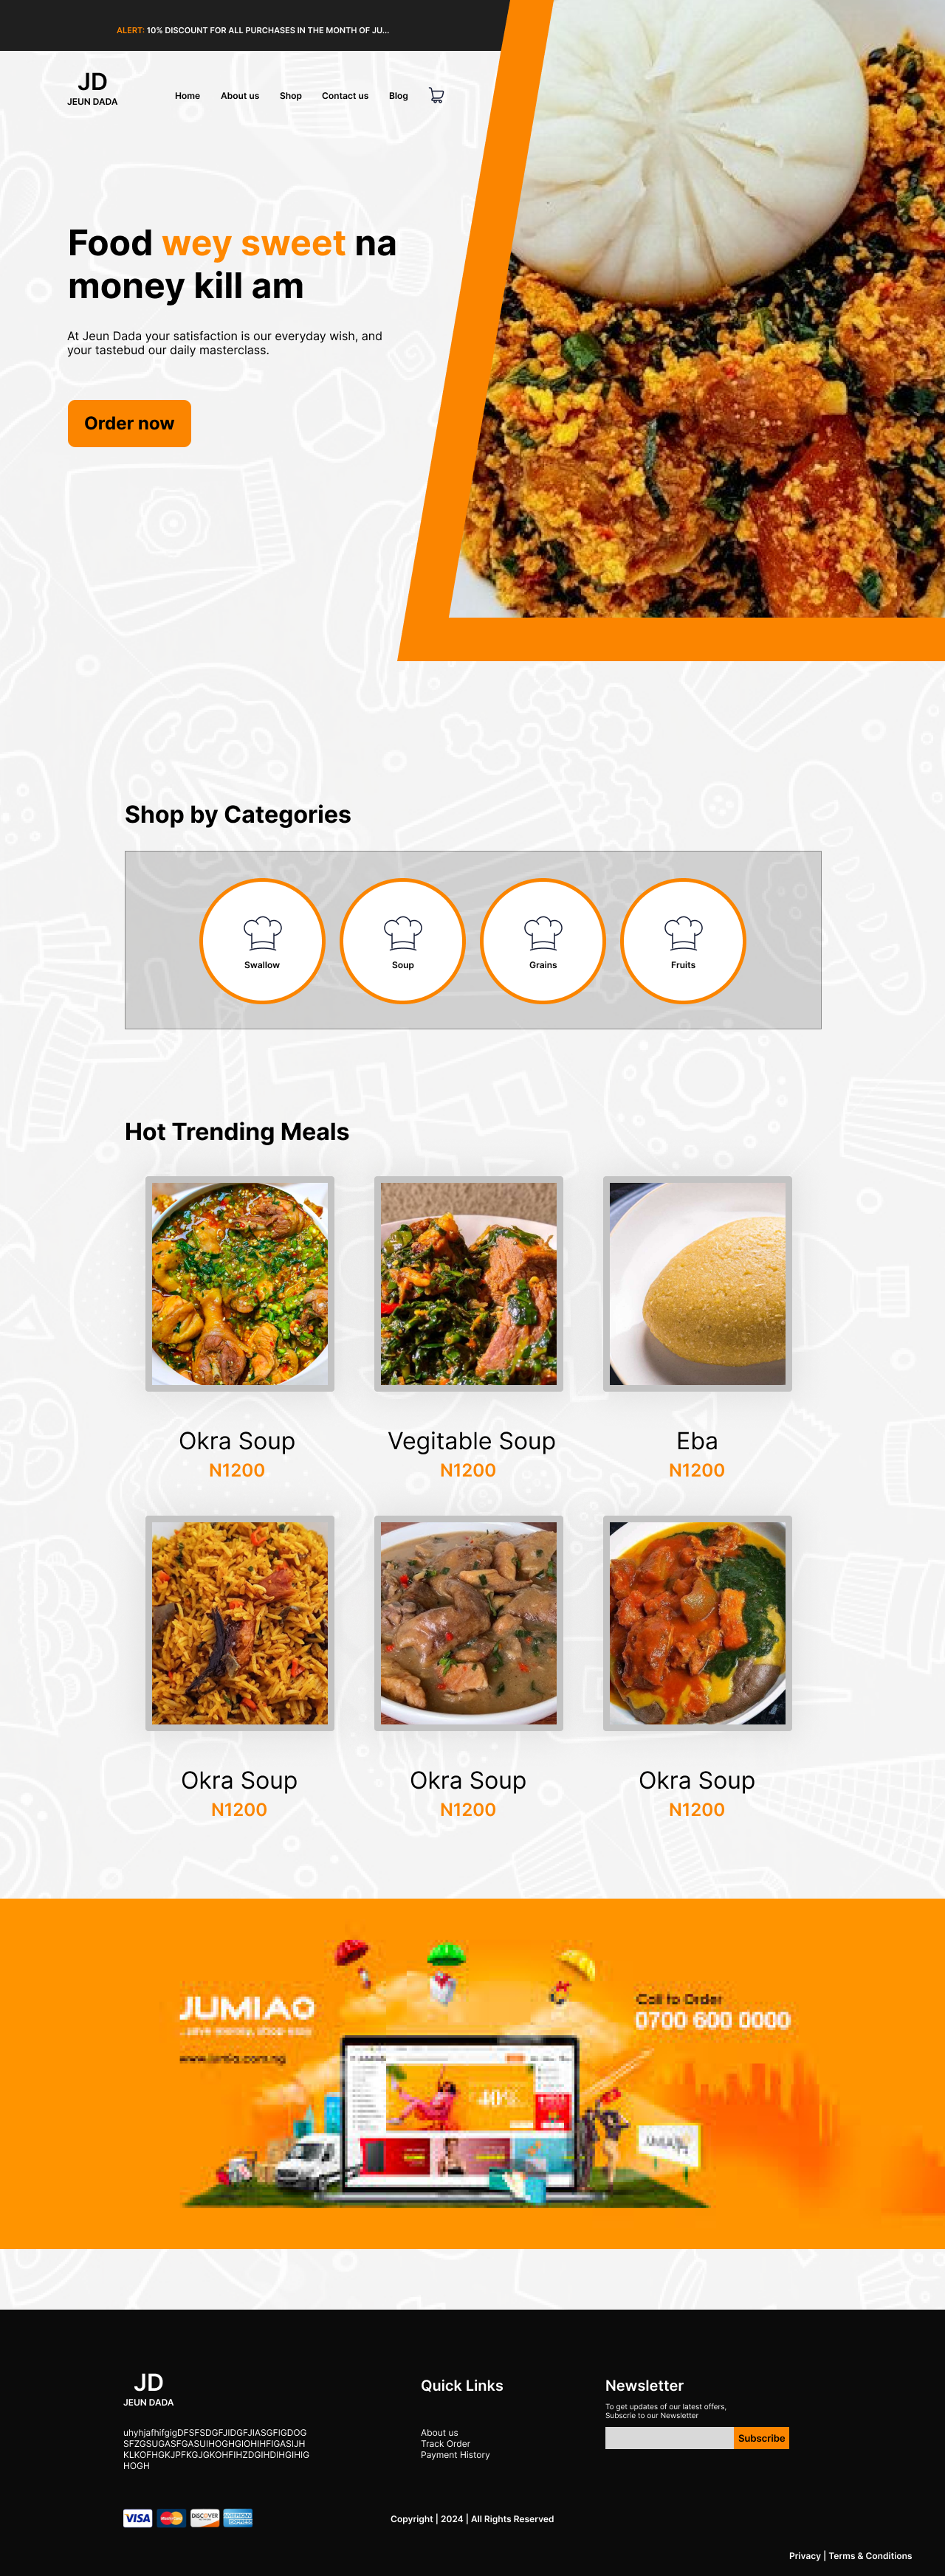 ALERT: 10% DISCOUNT FOR ALL PURCHASES IN THE MONTH OF JU...
JD
JEUN DADA
Home About us Shop Contact us Blog
Food wey sweet na
money kill am
At Jeun Dada your satisfaction is our everyday wish, and
your tastebud our daily masterclass.
Order now
Shop by Categories
Swallow Soup Grains Fruits
Hot Trending Meals
Okra Soup Vegitable Soup Eba
N1200 N1200 N1200
Okra Soup Okra Soup Okra Soup
N1200 N1200 N1200
JUMIA
www.jumia.com.ng
Call to Order
0700 600 0000
40%
JD
JEUN DADA
uhyhjafhifgigDFSFSDGFJIDGFJIASGFIGDOG
SFZGSUGASFGASUIHOGHGIOHIHFIGASIJH
KLKOFHGKJPFKGJGKOHFIHZDGIHDIHGIHIG
HOGH
Quick Links
About us
Track Order
Payment History
Newsletter
To get updates of our latest offers,
Subscrie to our Newsletter
Subscribe
VISA MasterCard DISCOVER AMERICAN EXPRESS
Copyright | 2024 | All Rights Reserved
Privacy | Terms & Conditions